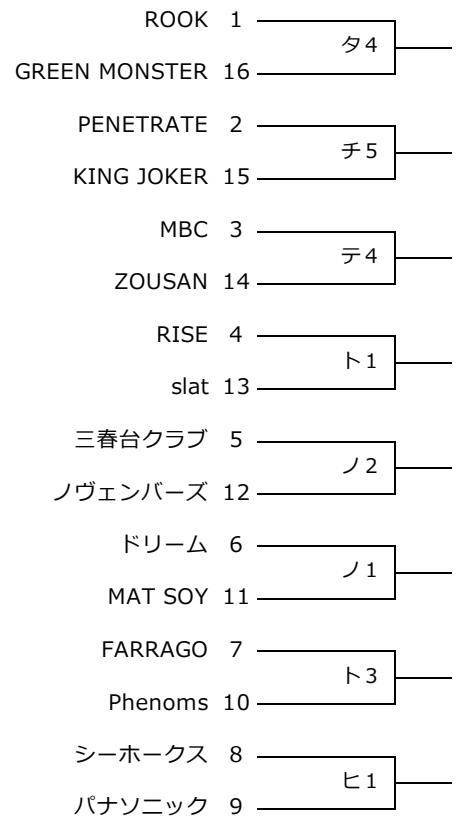 ROOK 1
タ4
GREEN MONSTER 16
PENETRATE 2
チ5
KING JOKER 15
MBC 3
テ4
ZOUSAN 14
RISE 4
ト1
slat 13
三春台クラブ 5
ノ2
ノヴェンバーズ 12
ドリーム 6
ノ1
MAT SOY 11
FARRAGO 7
ト3
Phenoms 10
シーホークス 8
ヒ1
パナソニック 9